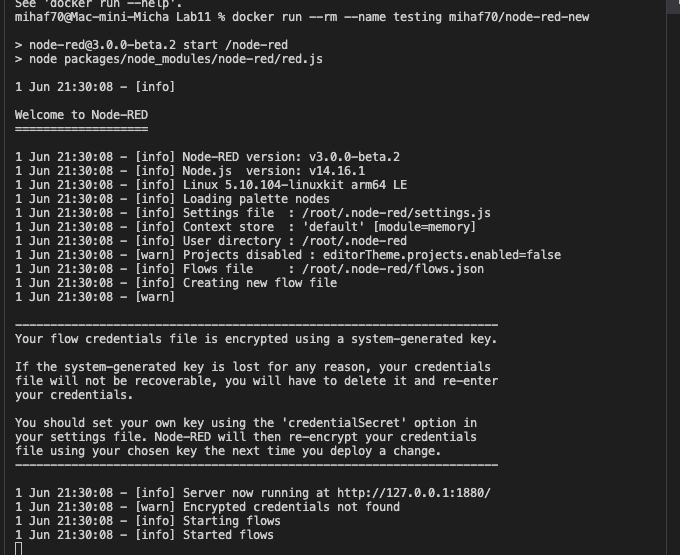 See 'docker run --help'.
mihaf70@Mac-mini-Micha Lab11 % docker run --rm --name testing mihaf70/node-red-new
> node-red@3.0.0-beta.2 start /node-red
> node packages/node_modules/node-red/red.js
1 Jun 21:30:08 - [info]
Welcome to Node-RED
===================
1 Jun 21:30:08 - [info] Node-RED version: v3.0.0-beta.2
1 Jun 21:30:08 - [info] Node.js  version: v14.16.1
1 Jun 21:30:08 - [info] Linux 5.10.104-linuxkit arm64 LE
1 Jun 21:30:08 - [info] Loading palette nodes
1 Jun 21:30:08 - [info] Settings file  : /root/.node-red/settings.js
1 Jun 21:30:08 - [info] Context store  : 'default' [module=memory]
1 Jun 21:30:08 - [info] User directory : /root/.node-red
1 Jun 21:30:08 - [warn] Projects disabled : editorTheme.projects.enabled=false
1 Jun 21:30:08 - [info] Flows file     : /root/.node-red/flows.json
1 Jun 21:30:08 - [info] Creating new flow file
1 Jun 21:30:08 - [warn]
---------------------------------------------------------------------
Your flow credentials file is encrypted using a system-generated key.
If the system-generated key is lost for any reason, your credentials
file will not be recoverable, you will have to delete it and re-enter
your credentials.
You should set your own key using the 'credentialSecret' option in
your settings file. Node-RED will then re-encrypt your credentials
file using your chosen key the next time you deploy a change.
---------------------------------------------------------------------
1 Jun 21:30:08 - [info] Server now running at http://127.0.0.1:1880/
1 Jun 21:30:08 - [warn] Encrypted credentials not found
1 Jun 21:30:08 - [info] Starting flows
1 Jun 21:30:08 - [info] Started flows